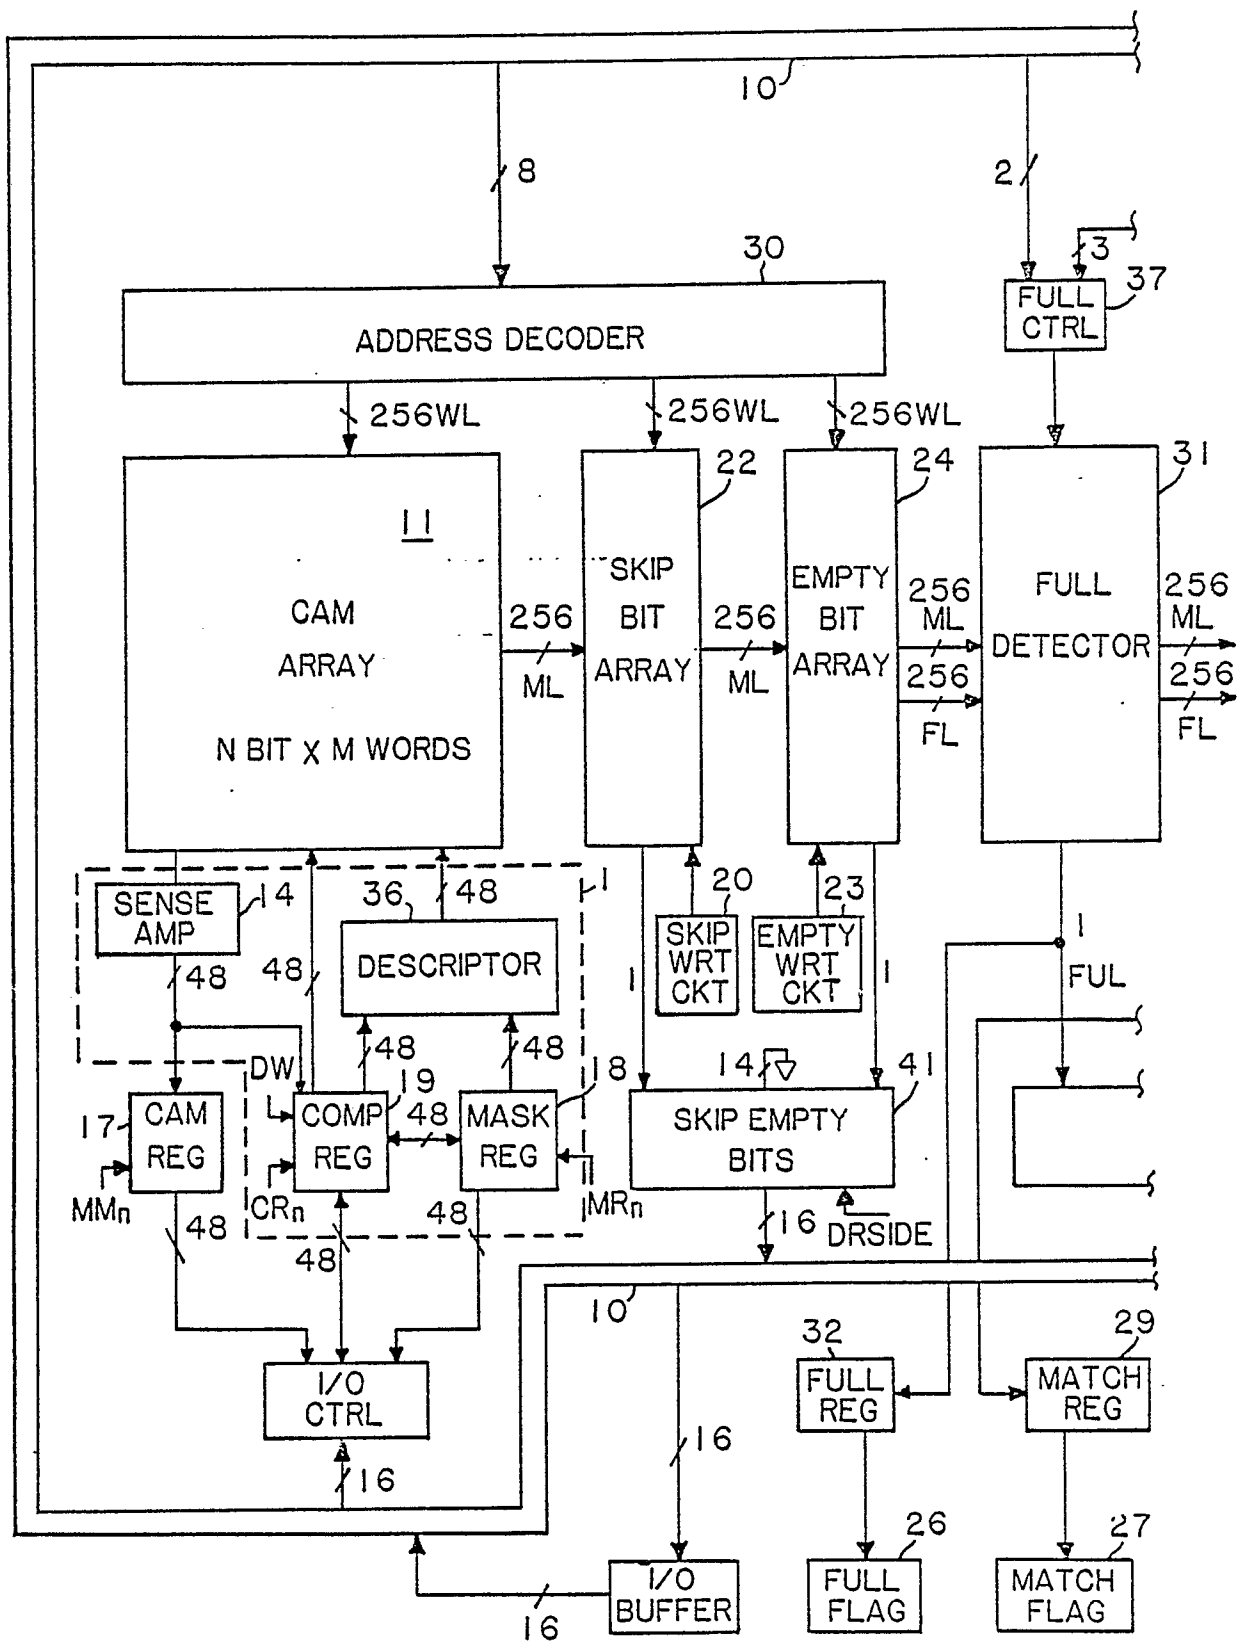 10
8
2
3
30
37
FULL
CTRL
ADDRESS DECODER
256WL
256WL
256WL
22
24
31
11
SKIP
BIT
ARRAY
EMPTY
BIT
ARRAY
FULL
DETECTOR
CAM
ARRAY
N BIT X M WORDS
256
ML
256
ML
256
ML
256
FL
256
ML
256
FL
SENSE
AMP
14
36
48
1
20
23
DESCRIPTOR
SKIP
WRT
CKT
EMPTY
WRT
CKT
1
1
1
FUL
48
48
48
48
DW
19
18
14
41
17
CAM
REG
COMP
REG
48
MASK
REG
SKIP EMPTY
BITS
MMn
CRn
MRn
48
48
48
16
DRSIDE
10
32
29
I/O
CTRL
FULL
REG
MATCH
REG
16
16
26
27
16
I/O
BUFFER
FULL
FLAG
MATCH
FLAG